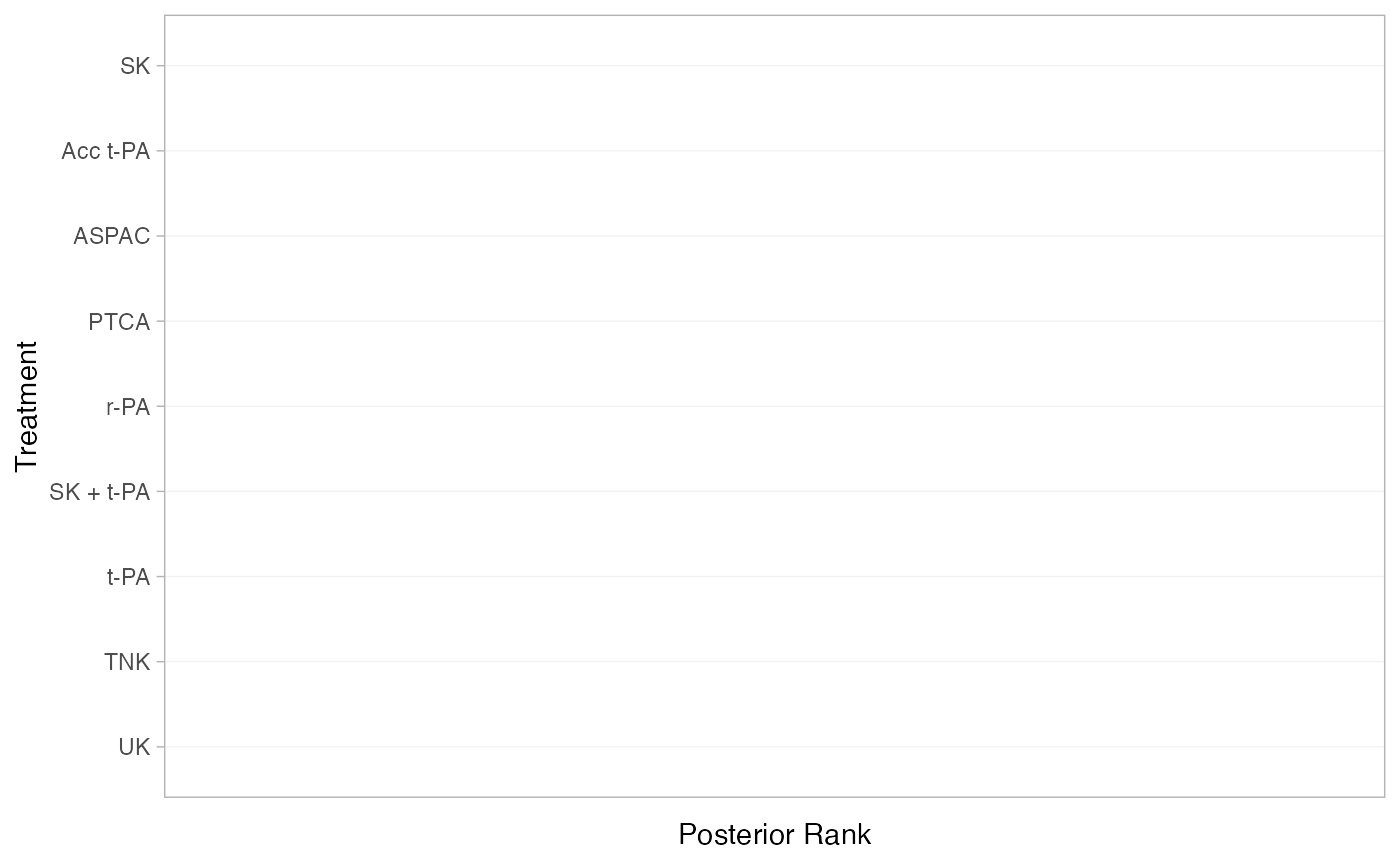 SK
Acc t-PA
ASPAC
PTCA
r-PA
SK + t-PA
t-PA
TNK
UK
Treatment
Posterior Rank